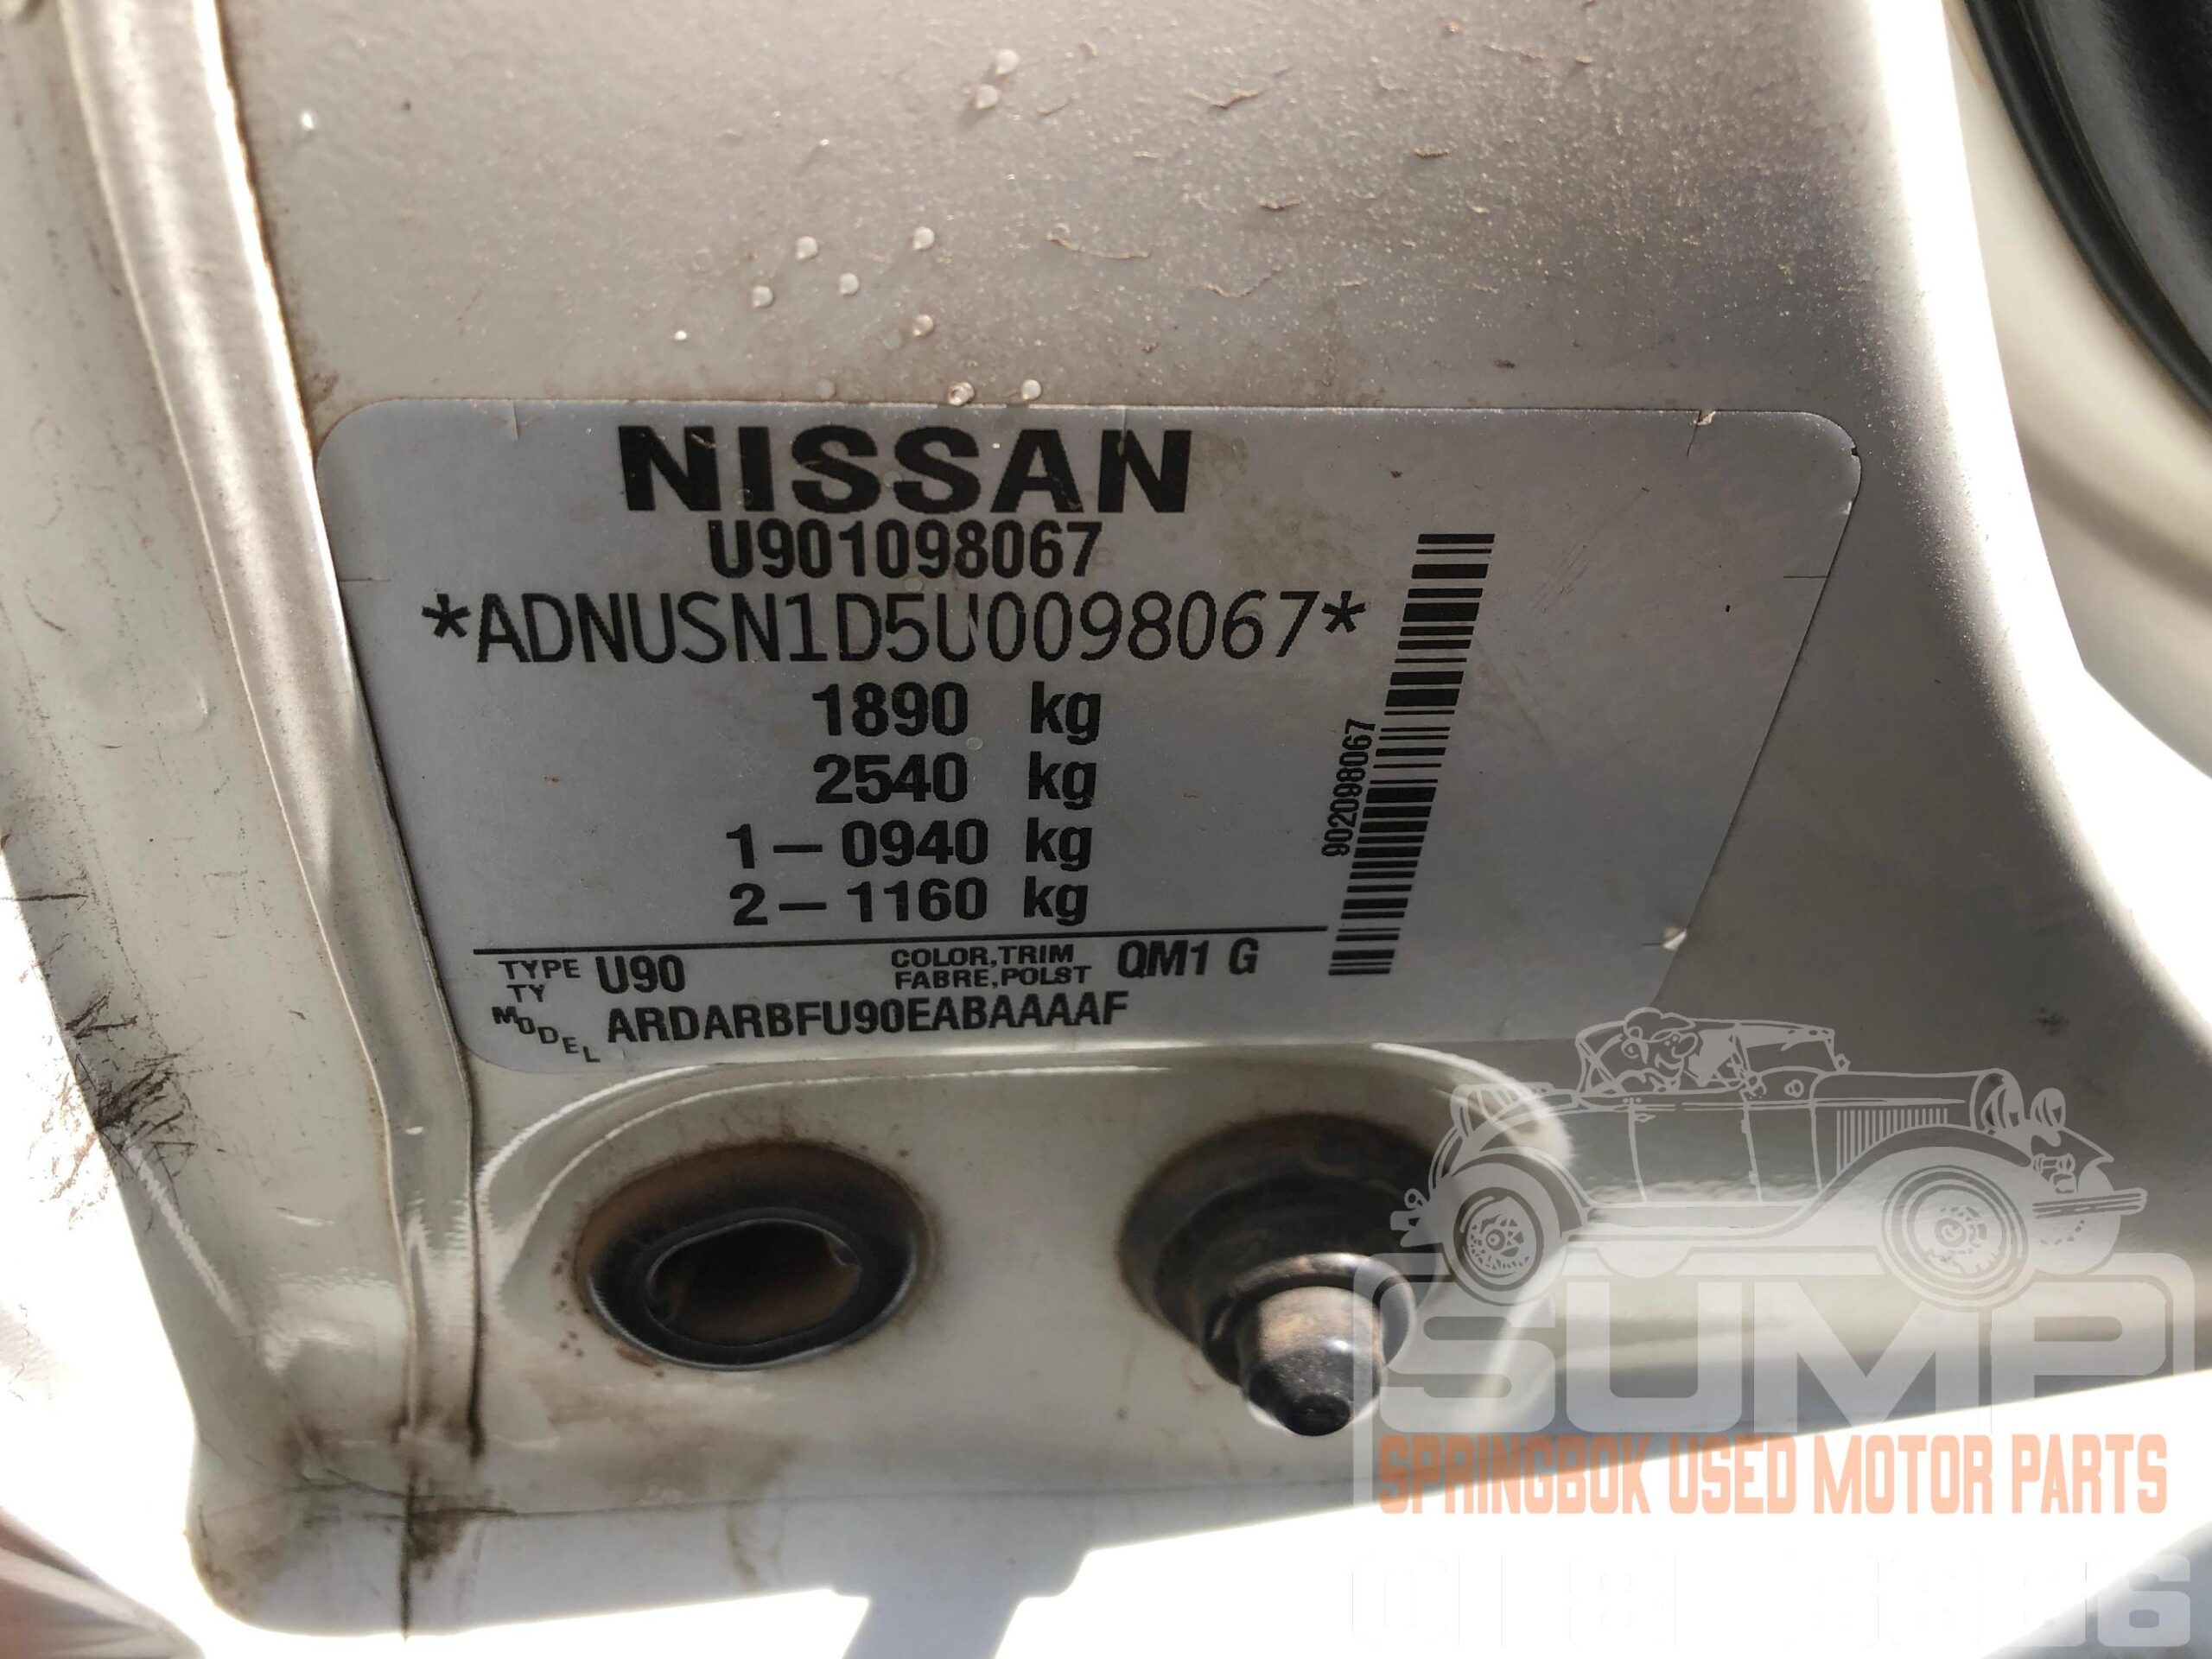 NISSAN
U901098067
*ADNUSN1D5U0098067*
1890 kg
2540 kg
1-0940 kg
2-1160 kg
902098067
TYPE U90 COLOR,TRIM QM1 G
TY FABRE,POLST
MODEL ARDARBFU90EABAAAAF
SUMP
SPRINGBOK USED MOTOR PARTS